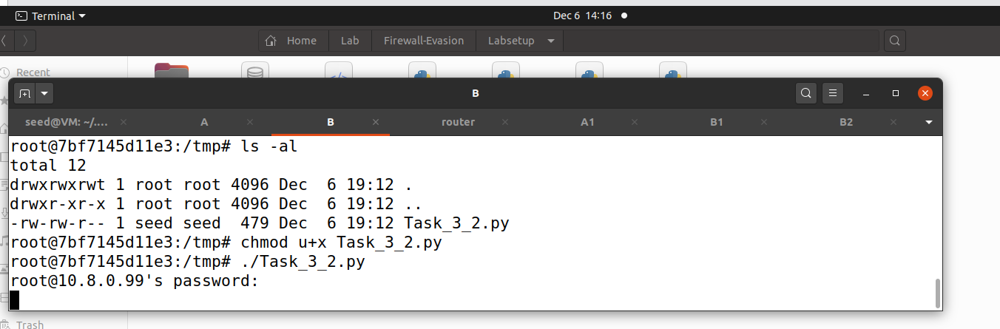 Terminal
Dec 6 14:16
Home Lab Firewall-Evasion Labsetup
Recent
B
seed@VM: ~/.... × A × B × router × A1 × B1 × B2 ×
root@7bf7145d11e3:/tmp# ls -al
total 12
drwxrwxrwt 1 root root 4096 Dec  6 19:12 .
drwxr-xr-x 1 root root 4096 Dec  6 19:12 ..
-rw-rw-r-- 1 seed seed  479 Dec  6 19:12 Task_3_2.py
root@7bf7145d11e3:/tmp# chmod u+x Task_3_2.py
root@7bf7145d11e3:/tmp# ./Task_3_2.py
root@10.8.0.99's password:
Trash